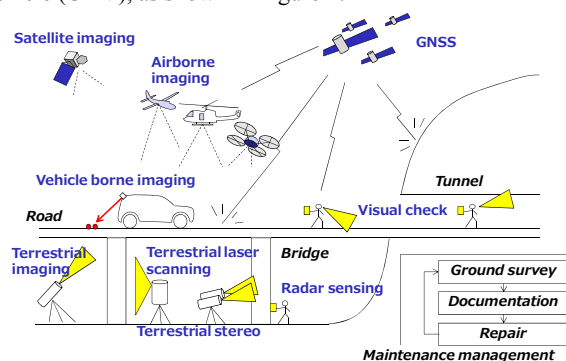 Satellite imaging
GNSS
Airborne
imaging
Vehicle borne imaging
Tunnel
Road
Visual check
Terrestrial
imaging
Terrestrial laser
scanning
Bridge
Radar sensing
Terrestrial stereo
Ground survey
Documentation
Repair
Maintenance management